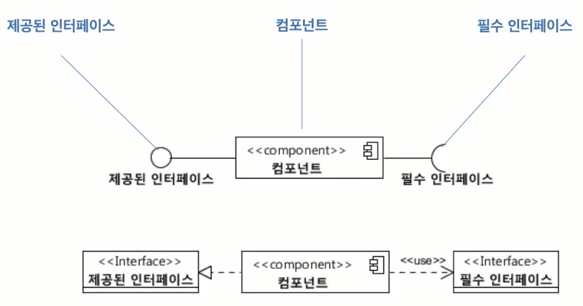 제공된 인터페이스
컴포넌트
필수 인터페이스
<<component>>
컴포넌트
제공된 인터페이스
필수 인터페이스
<<Interface>>
제공된 인터페이스
<<component>>
컴포넌트
<<use>>
<<Interface>>
필수 인터페이스